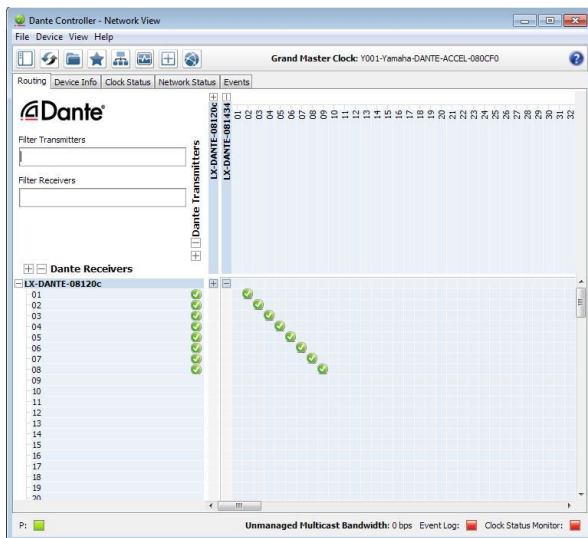 Dante Controller - Network View
File Device View Help
Grand Master Clock: Y001-Yamaha-DANTE-ACCEL-080CF0
Routing Device Info Clock Status Network Status Events
Dante
Filter Transmitters
Filter Receivers
Dante Transmitters
LX-DANTE-08120c
LX-DANTE-081434
01 02 03 04 05 06 07 08 09 10 11 12 13 14 15 16 17 18 19 20 21 22 23 24 25 26 27 28 29 30 31 32
Dante Receivers
LX-DANTE-08120c
01
02
03
04
05
06
07
08
09
10
11
12
13
14
15
16
17
18
19
20
P:
Unmanaged Multicast Bandwidth: 0 bps Event Log: Clock Status Monitor: